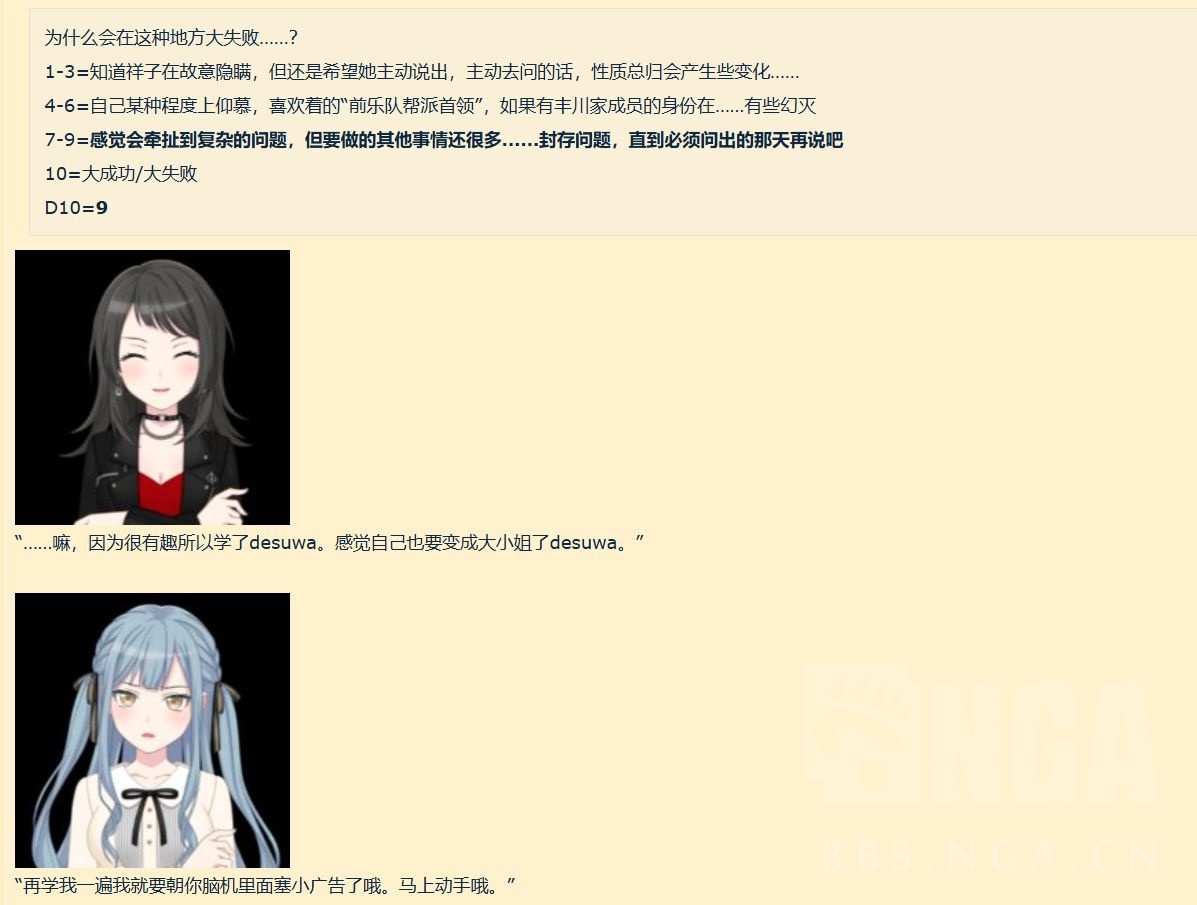 为什么会在这种地方大失败……?
1-3=知道祥子在故意隐瞒，但还是希望她主动说出，主动去问的话，性质总归会产生些变化……
4-6=自己某种程度上仰慕，喜欢着的“前乐队帮派首领”，如果有丰川家成员的身份在……有些幻灭
7-9=感觉会牵扯到复杂的问题，但要做的其他事情还很多……封存问题，直到必须问出的那天再说吧
10=大成功/大失败
D10=9
“……嘛，因为很有趣所以学了desuwa。感觉自己也要变成大小姐了desuwa。”
“再学我一遍我就要朝你脑机里面塞小广告了哦。马上动手哦。”
NGA
BBS.NGA.CN